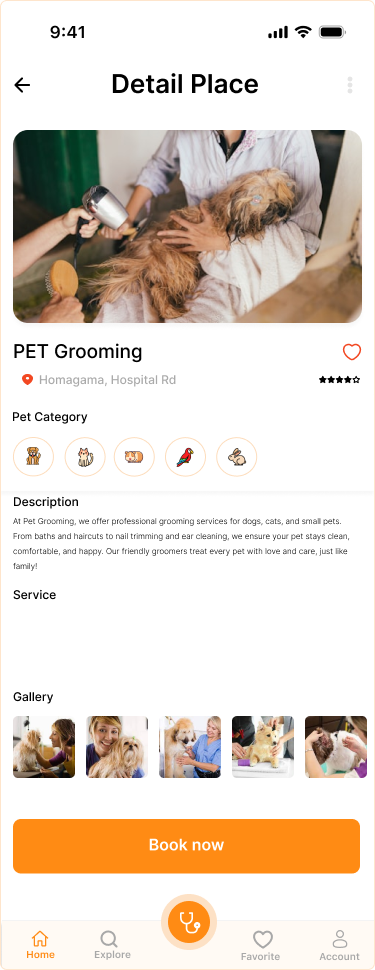 9:41
Detail Place
PET Grooming
Homagama, Hospital Rd
Pet Category
Description
At Pet Grooming, we offer professional grooming services for dogs, cats, and small pets.
From baths and haircuts to nail trimming and ear cleaning, we ensure your pet stays clean,
comfortable, and happy. Our friendly groomers treat every pet with love and care, just like
family!
Service
Gallery
Book now
Home
Explore
Favorite
Account